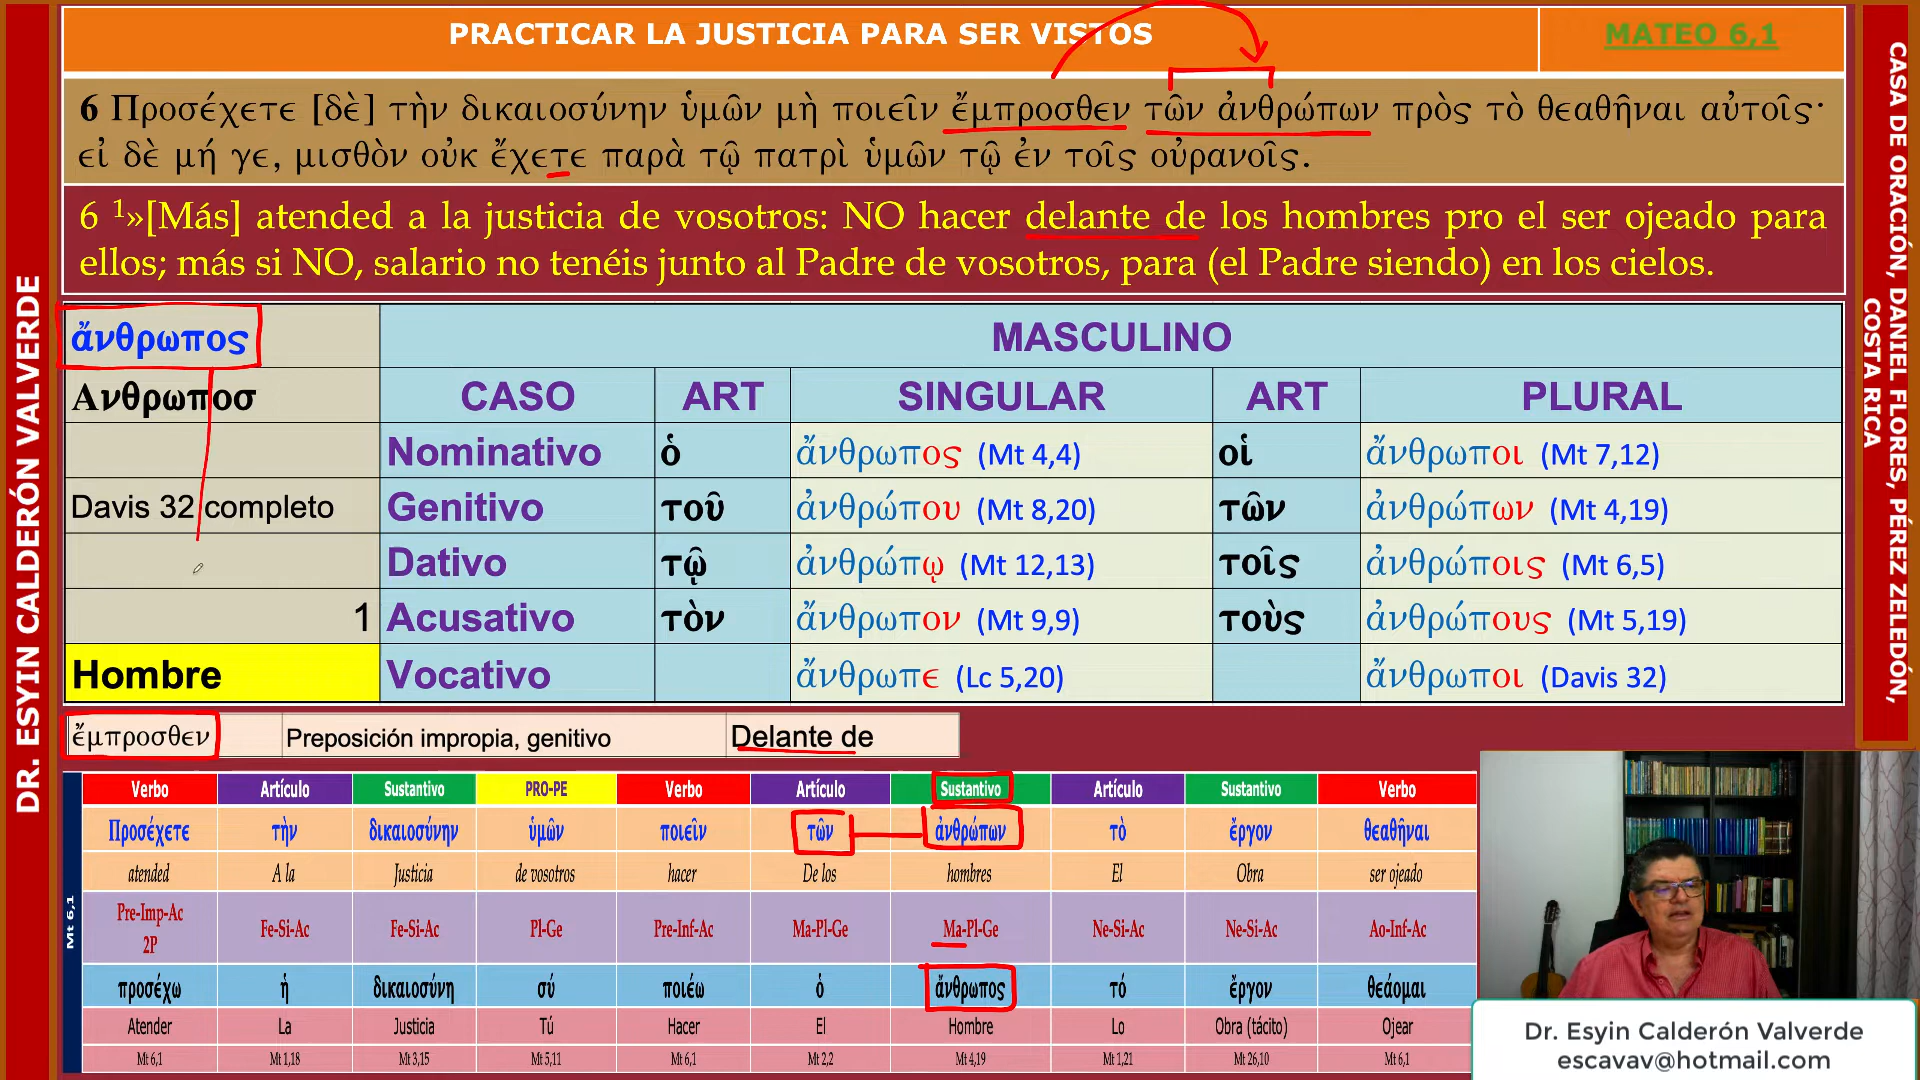 PRACTICAR LA JUSTICIA PARA SER VISTOS
MATEO 6,1
6 Προσέχετε [δὲ] τὴν δικαιοσύνην ὑμῶν μὴ ποιεῖν ἔμπροσθεν τῶν ἀνθρώπων πρὸς τὸ θεαθῆναι αὐτοῖς·
εἰ δὲ μή γε, μισθὸν οὐκ ἔχετε παρὰ τῷ πατρὶ ὑμῶν τῷ ἐν τοῖς οὐρανοῖς.
6 ¹»[Más] atended a la justicia de vosotros: NO hacer delante de los hombres pro el ser ojeado para
ellos; más si NO, salario no tenéis junto al Padre de vosotros, para (el Padre siendo) en los cielos.
ἄνθρωπος MASCULINO
Ανθρωποσ CASO ART SINGULAR ART PLURAL
Nominativo ὁ ἄνθρωπος (Mt 4,4) οἱ ἄνθρωποι (Mt 7,12)
Davis 32 completo Genitivo τοῦ ἀνθρώπου (Mt 8,20) τῶν ἀνθρώπων (Mt 4,19)
Dativo τῷ ἀνθρώπῳ (Mt 12,13) τοῖς ἀνθρώποις (Mt 6,5)
1 Acusativo τὸν ἄνθρωπον (Mt 9,9) τοὺς ἀνθρώπους (Mt 5,19)
Hombre Vocativo ἄνθρωπε (Lc 5,20) ἄνθρωποι (Davis 32)
ἔμπροσθεν Preposición impropia, genitivo Delante de
Verbo Artículo Sustantivo PRO-PE Verbo Artículo Sustantivo Artículo Sustantivo Verbo
Προσέχετε τὴν δικαιοσύνην ὑμῶν ποιεῖν τῶν ἀνθρώπων τὸ ἔργον θεαθῆναι
atended A la Justicia de vosotros hacer De los hombres El Obra ser ojeado
Pre-Imp-Ac Fe-Si-Ac Fe-Si-Ac Pl-Ge Pre-Inf-Ac Ma-Pl-Ge Ma-Pl-Ge Ne-Si-Ac Ne-Si-Ac Ao-Inf-Ac
2P
προσέχω ἡ δικαιοσύνη σύ ποιέω ὁ ἄνθρωπος τό ἔργον θεάομαι
Atender La Justicia Tú Hacer El Hombre Lo Obra (tácito) Ojear
Mt 6,1 Mt 1,18 Mt 3,15 Mt 5,11 Mt 6,1 Mt 2,2 Mt 4,19 Mt 1,21 Mt 26,10 Mt 6,1
Mt 6,1
DR. ESYIN CALDERÓN VALVERDE
CASA DE ORACIÓN, DANIEL FLORES, PÉREZ ZELEDÓN,
COSTA RICA
Dr. Esyin Calderón Valverde
escavav@hotmail.com